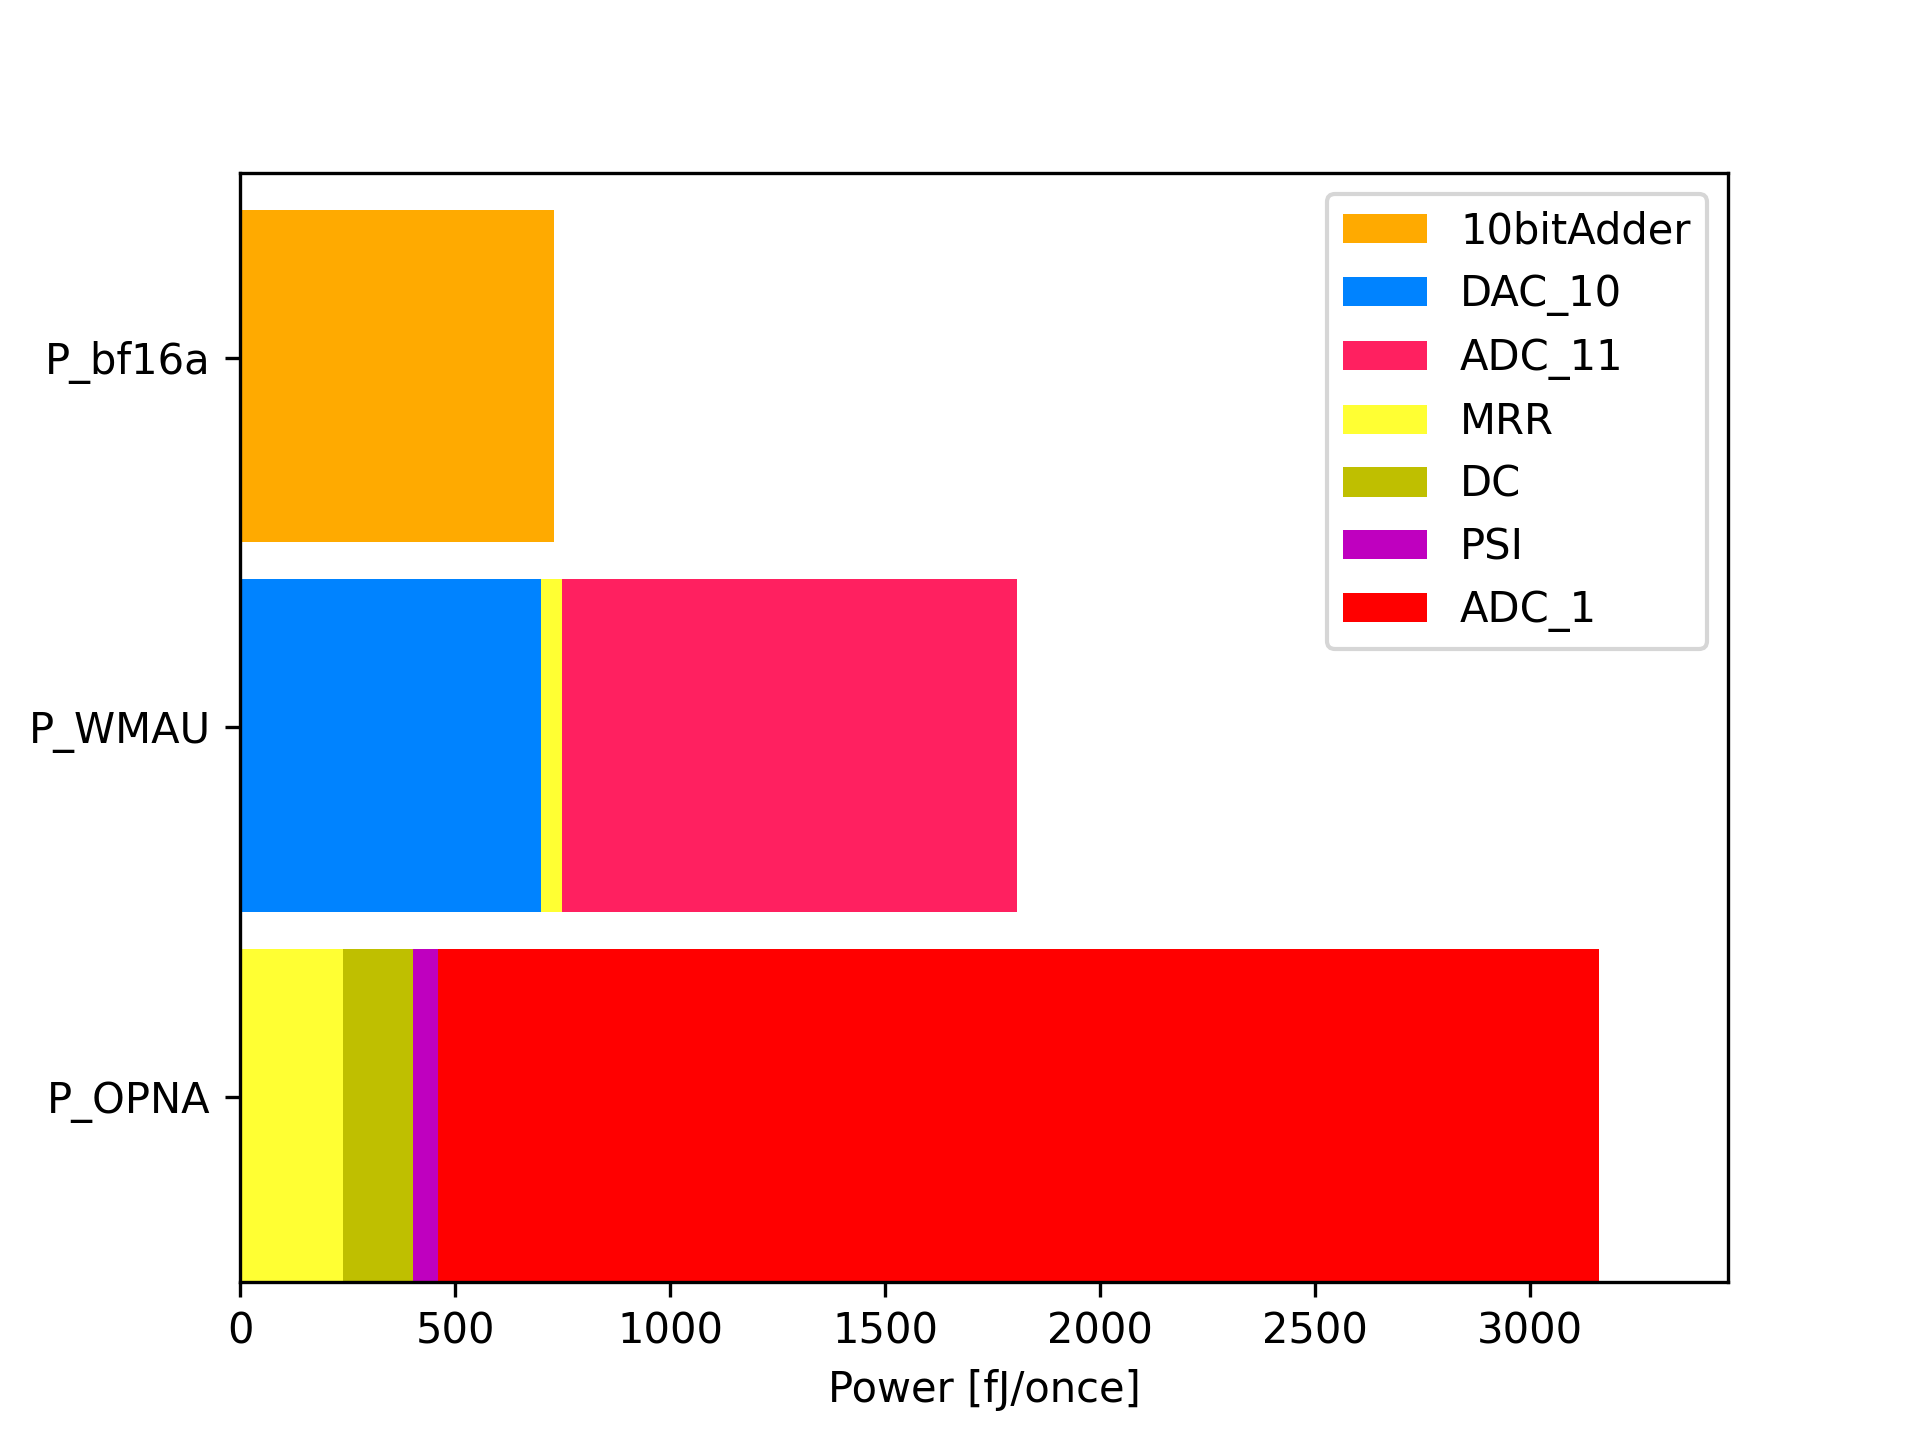 10bitAdder
DAC_10
ADC_11
MRR
DC
PSI
ADC_1
P_bf16a
P_WMAU
P_OPNA
0 500 1000 1500 2000 2500 3000
Power [fJ/once]